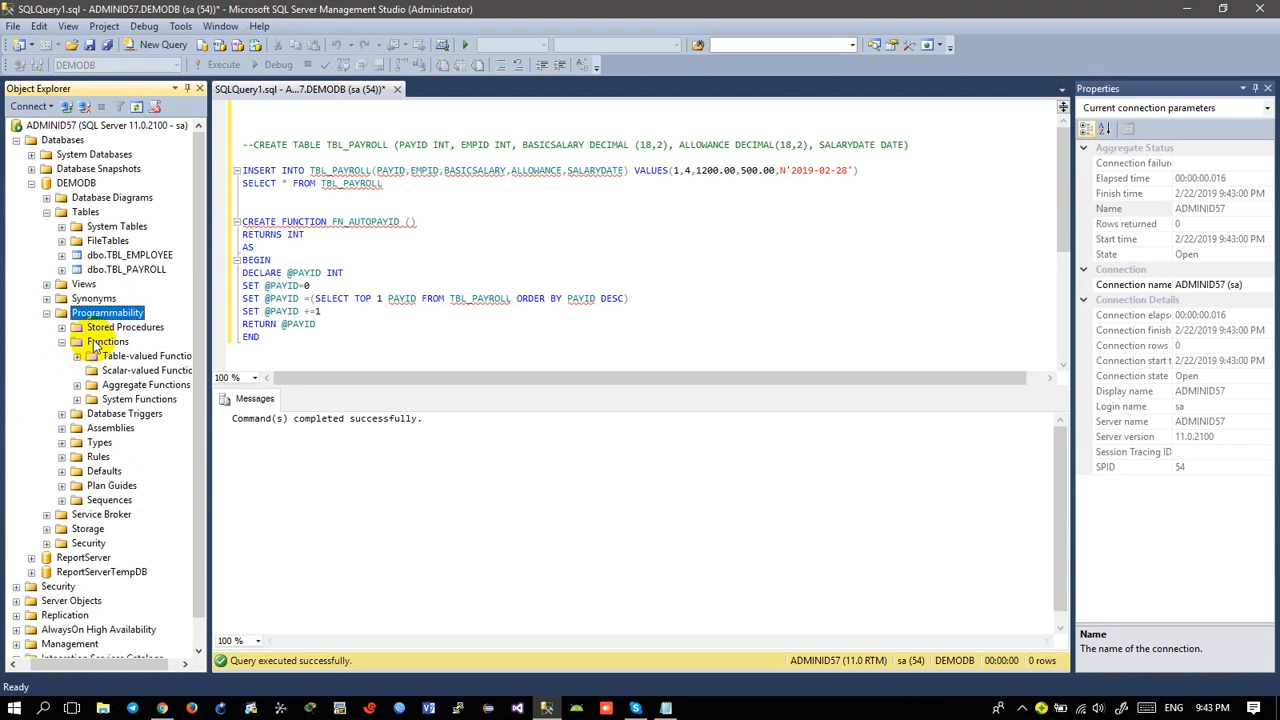 SQLQuery1.sql - ADMINID57.DEMODB (sa (54))* - Microsoft SQL Server Management Studio (Administrator)
File Edit View Project Debug Tools Window Help
New Query
DEMODB Execute Debug
Object Explorer
Connect
ADMINID57 (SQL Server 11.0.2100 - sa)
Databases
System Databases
Database Snapshots
DEMODB
Database Diagrams
Tables
System Tables
FileTables
dbo.TBL_EMPLOYEE
dbo.TBL_PAYROLL
Views
Synonyms
Programmability
Stored Procedures
Functions
Table-valued Functio
Scalar-valued Functic
Aggregate Functions
System Functions
Database Triggers
Assemblies
Types
Rules
Defaults
Plan Guides
Sequences
Service Broker
Storage
Security
ReportServer
ReportServerTempDB
Security
Server Objects
Replication
AlwaysOn High Availability
Management
Integration Services Catalogs
SQLQuery1.sql - A...7.DEMODB (sa (54))*
--CREATE TABLE TBL_PAYROLL (PAYID INT, EMPID INT, BASICSALARY DECIMAL (18,2), ALLOWANCE DECIMAL(18,2), SALARYDATE DATE)
INSERT INTO TBL_PAYROLL(PAYID,EMPID,BASICSALARY,ALLOWANCE,SALARYDATE) VALUES(1,4,1200.00,500.00,N'2019-02-28')
SELECT * FROM TBL_PAYROLL
CREATE FUNCTION FN_AUTOPAYID ()
RETURNS INT
AS
BEGIN
DECLARE @PAYID INT
SET @PAYID=0
SET @PAYID =(SELECT TOP 1 PAYID FROM TBL_PAYROLL ORDER BY PAYID DESC)
SET @PAYID +=1
RETURN @PAYID
END
100 %
Messages
Command(s) completed successfully.
100 %
Query executed successfully. ADMINID57 (11.0 RTM) sa (54) DEMODB 00:00:00 0 rows
Properties
Current connection parameters
Aggregate Status
Connection failure
Elapsed time 00:00:00.016
Finish time 2/22/2019 9:43:00 PM
Name ADMINID57
Rows returned 0
Start time 2/22/2019 9:43:00 PM
State Open
Connection
Connection name ADMINID57 (sa)
Connection Details
Connection elaps 00:00:00.016
Connection finish 2/22/2019 9:43:00 PM
Connection rows 0
Connection start t 2/22/2019 9:43:00 PM
Connection state Open
Display name ADMINID57
Login name sa
Server name ADMINID57
Server version 11.0.2100
Session Tracing ID
SPID 54
Name
The name of the connection.
Ready
ENG 9:43 PM